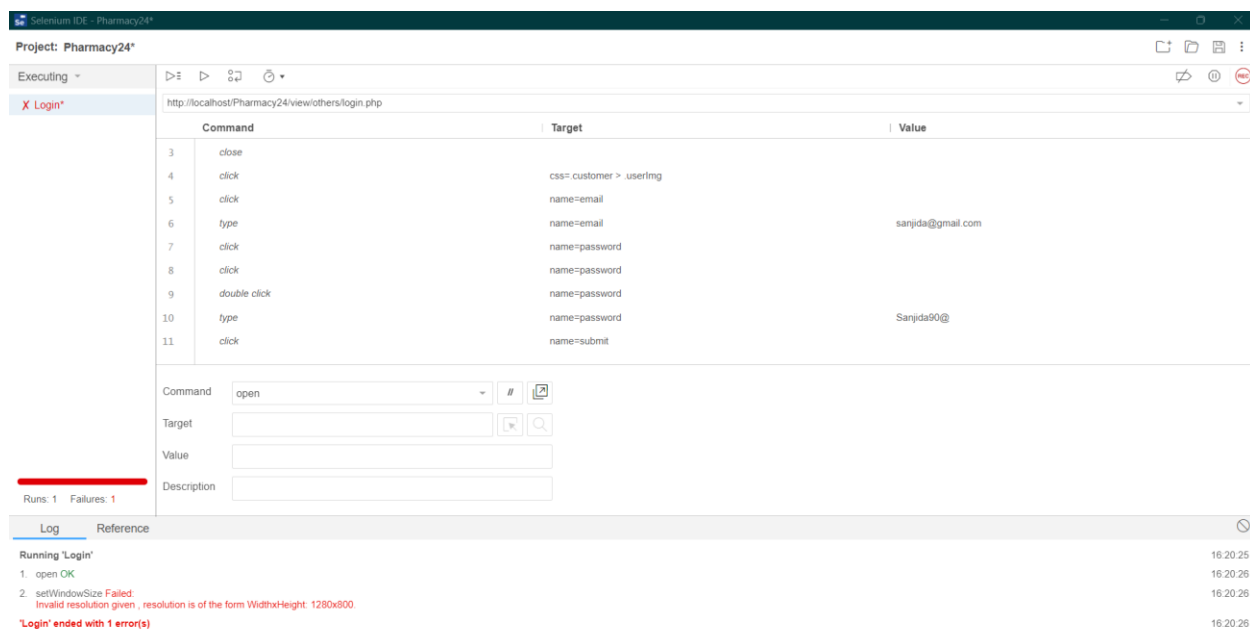 Selenium IDE - Pharmacy24*
Project: Pharmacy24*
Executing
X Login*
http://localhost/Pharmacy24/view/others/login.php
Command Target Value
3 close
4 click css=.customer > .userImg
5 click name=email
6 type name=email sanjida@gmail.com
7 click name=password
8 click name=password
9 double click name=password
10 type name=password Sanjida90@
11 click name=submit
Command open //
Target
Value
Description
Runs: 1 Failures: 1
Log Reference
Running 'Login' 16:20:25
1. open OK 16:20:26
2. setWindowSize Failed: 16:20:26
Invalid resolution given , resolution is of the form WidthxHeight: 1280x800.
'Login' ended with 1 error(s) 16:20:26
REC